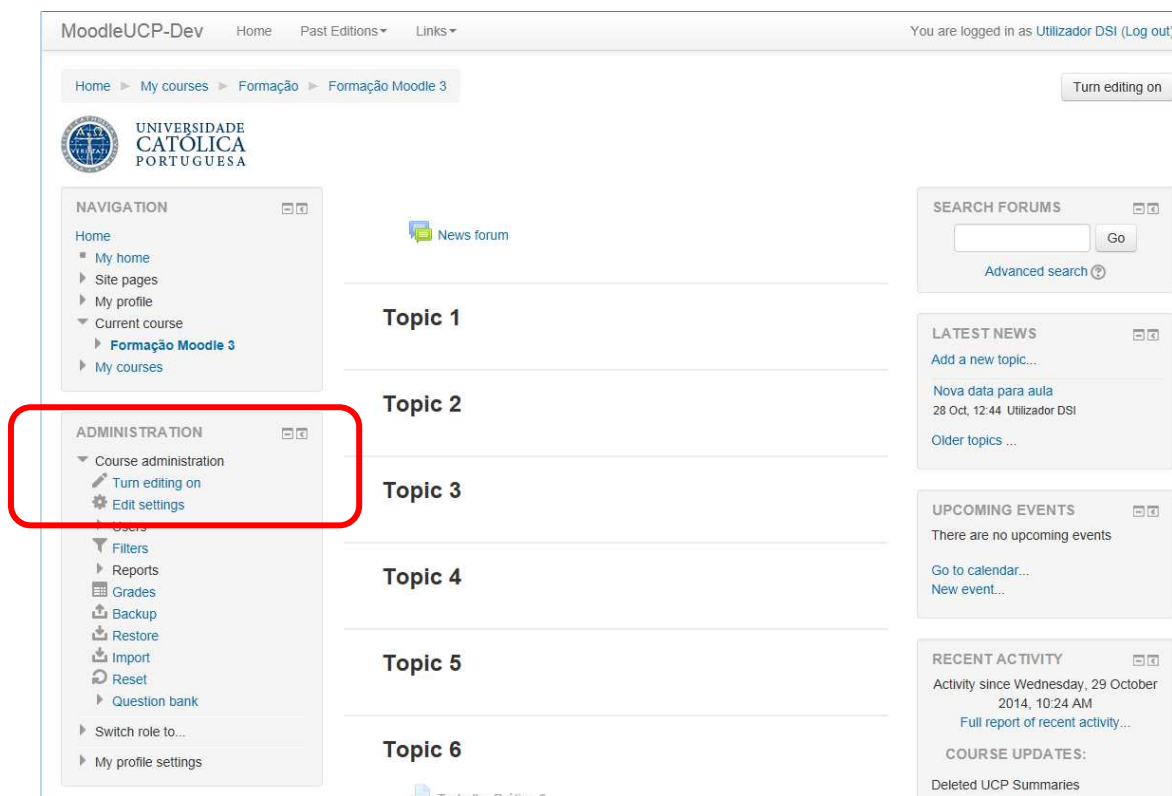 MoodleUCP-Dev Home Past Editions Links You are logged in as Utilizador DSI (Log out)
Home My courses Formação Formação Moodle 3 Turn editing on
UNIVERSIDADE
CATÓLICA
PORTUGUESA
NAVIGATION
Home
My home
Site pages
My profile
Current course
Formação Moodle 3
My courses
ADMINISTRATION
Course administration
Turn editing on
Edit settings
Users
Filters
Reports
Grades
Backup
Restore
Import
Reset
Question bank
Switch role to...
My profile settings
News forum
Topic 1
Topic 2
Topic 3
Topic 4
Topic 5
Topic 6
SEARCH FORUMS
Go
Advanced search
LATEST NEWS
Add a new topic...
Nova data para aula
28 Oct, 12:44 Utilizador DSI
Older topics ...
UPCOMING EVENTS
There are no upcoming events
Go to calendar...
New event...
RECENT ACTIVITY
Activity since Wednesday, 29 October
2014, 10:24 AM
Full report of recent activity...
COURSE UPDATES:
Deleted UCP Summaries